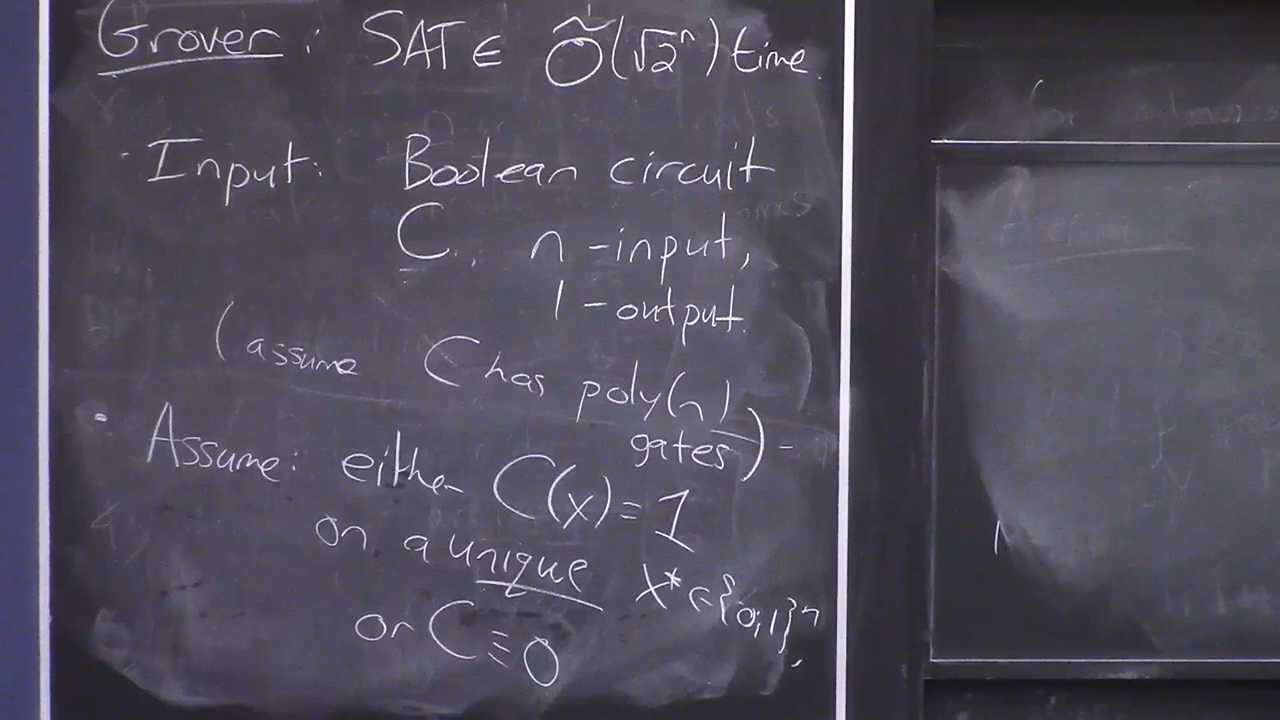 Grover: SAT ∈ Õ(√2ⁿ) time.
· Input: Boolean circuit
C, n-input,
1-output.
(assume C has poly(n)
gates)
· Assume: either C(x)=1
on a unique x* ∈ {0,1}ⁿ,
or C≡0